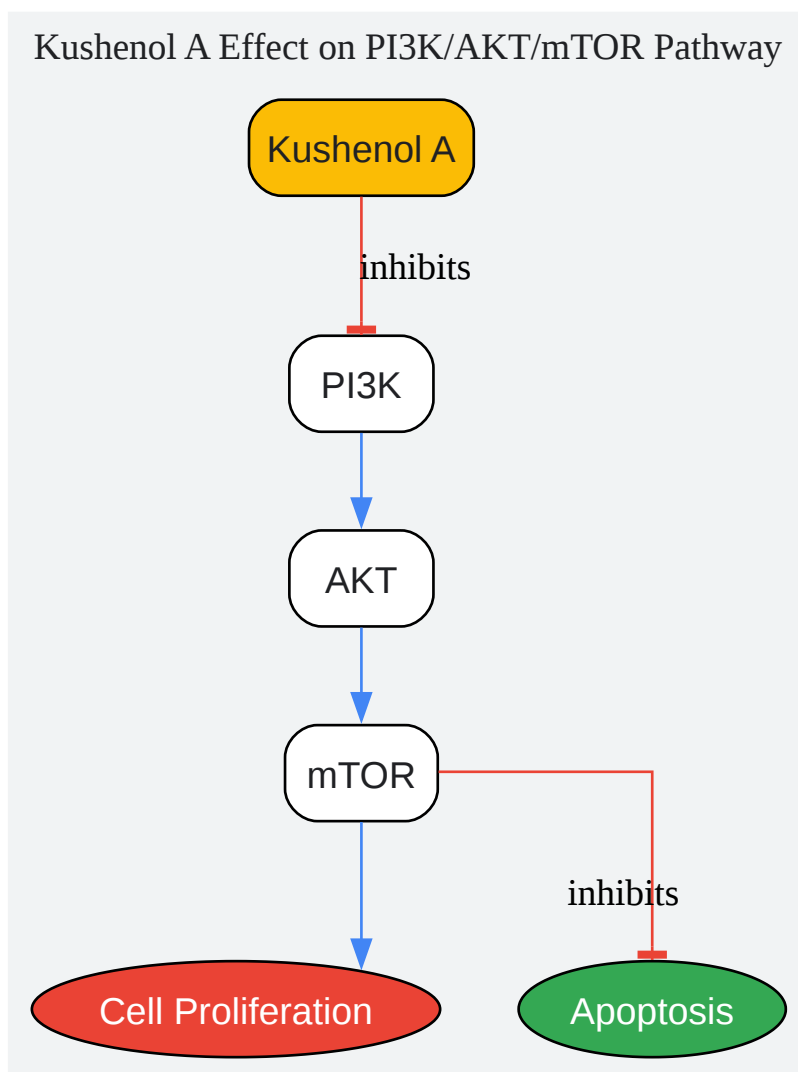 Kushenol A Effect on PI3K/AKT/mTOR Pathway
Kushenol A
inhibits
PI3K
AKT
mTOR
inhibits
Cell Proliferation
Apoptosis